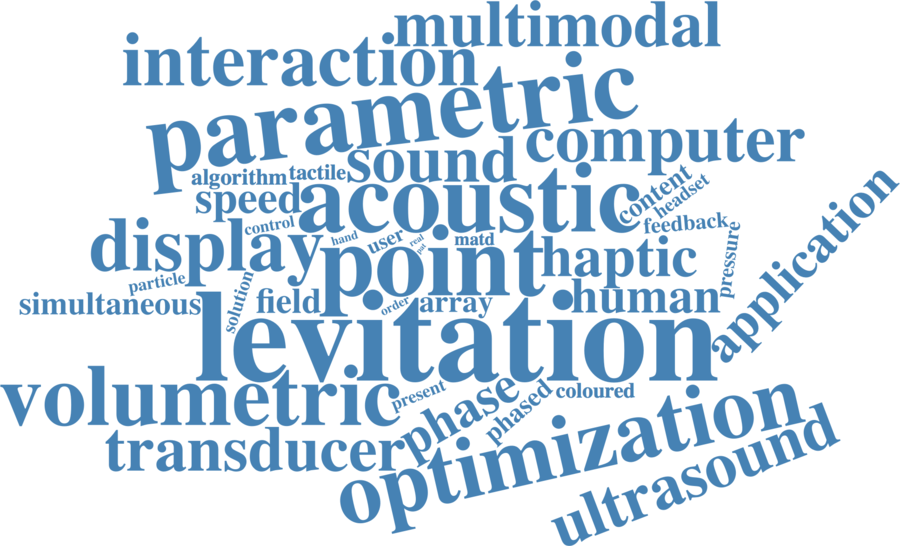 multimodal
interaction
parametric
computer
sound
algorithm
tactile
speed
acoustic
content
headset
control
feedback
display
hand
user
real
pat
matd
point
haptic
pressure
application
particle
simultaneous
solution
field
order
array
human
levitation
volumetric
present
phase
phased
coloured
transducer
optimization
ultrasound